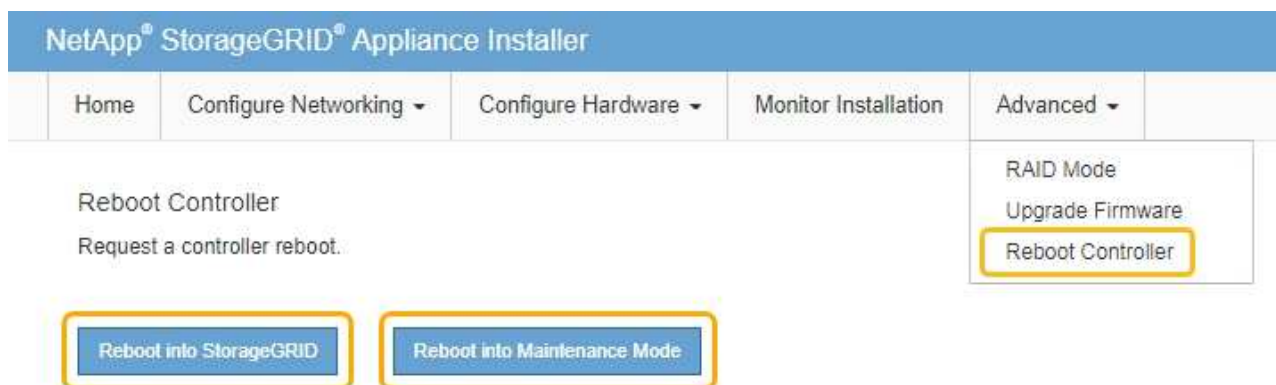 NetApp® StorageGRID® Appliance Installer
Home Configure Networking Configure Hardware Monitor Installation Advanced
RAID Mode
Upgrade Firmware
Reboot Controller
Reboot Controller
Request a controller reboot.
Reboot into StorageGRID Reboot into Maintenance Mode